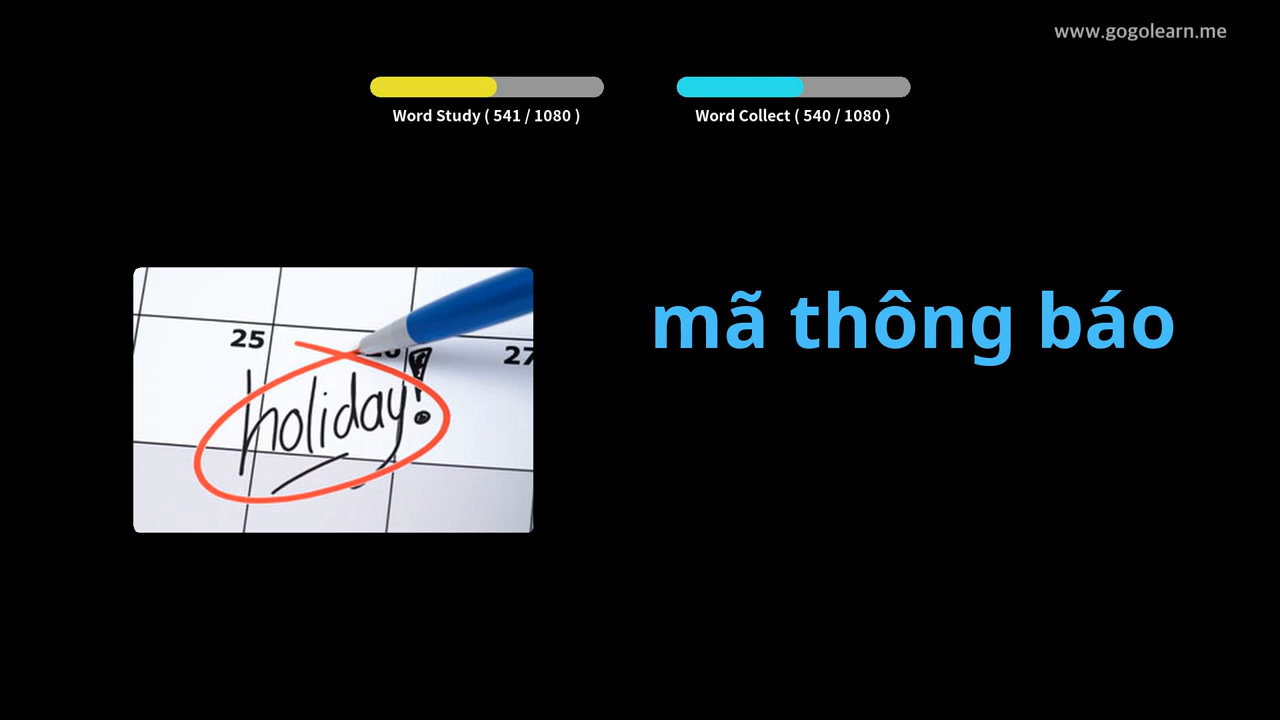 www.gogolearn.me
Word Study ( 541 / 1080 )
Word Collect ( 540 / 1080 )
mã thông báo
25
27
holiday!